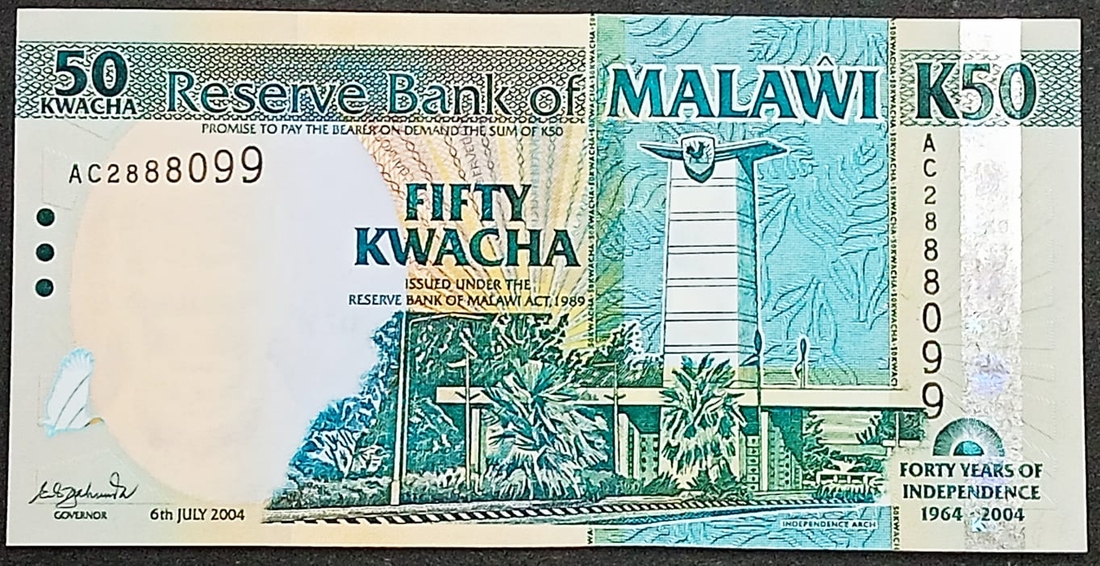 50
KWACHA
Reserve Bank of MALAŴI
K50
PROMISE TO PAY THE BEARER ON DEMAND THE SUM OF K50
AC2888099
FIFTY
KWACHA
ISSUED UNDER THE
RESERVE BANK OF MALAWI ACT, 1989
AC2888099
FORTY YEARS OF
INDEPENDENCE
1964 - 2004
GOVERNOR
6th JULY 2004
INDEPENDENCE ARCH